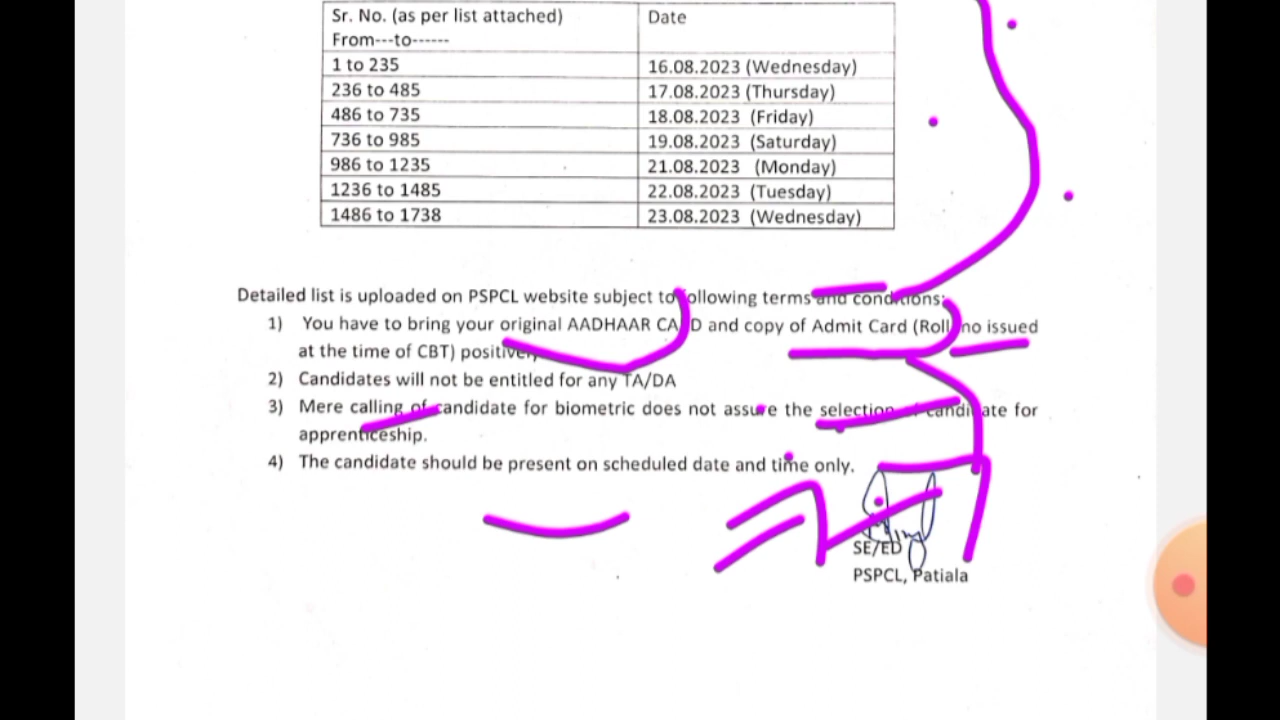 Sr. No. (as per list attached) Date
From---to------
1 to 235 16.08.2023 (Wednesday)
236 to 485 17.08.2023 (Thursday)
486 to 735 18.08.2023 (Friday)
736 to 985 19.08.2023 (Saturday)
986 to 1235 21.08.2023 (Monday)
1236 to 1485 22.08.2023 (Tuesday)
1486 to 1738 23.08.2023 (Wednesday)
Detailed list is uploaded on PSPCL website subject to following terms and conditions:
1) You have to bring your original AADHAAR CARD and copy of Admit Card (Roll no issued
at the time of CBT) positively
2) Candidates will not be entitled for any TA/DA
3) Mere calling of candidate for biometric does not assure the selection of candidate for
apprenticeship.
4) The candidate should be present on scheduled date and time only.
SE/ED
PSPCL, Patiala